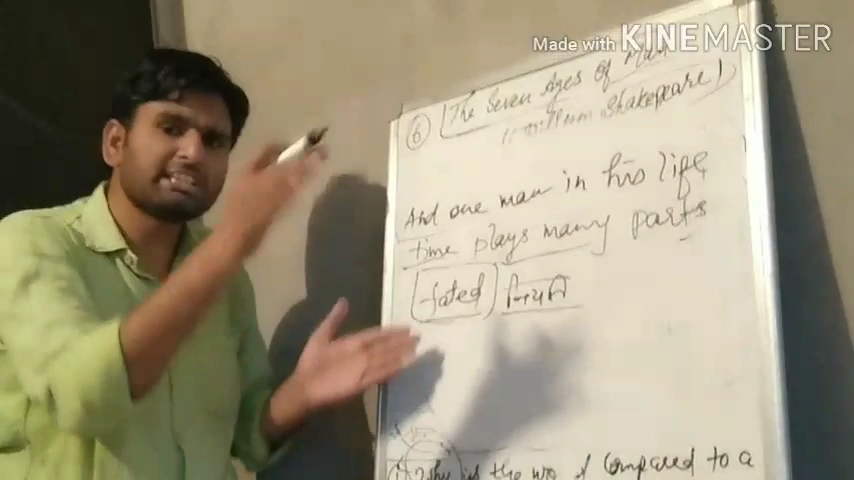 Made with KINEMASTER
6 (The Seven Ages of Man
William Shakespeare)
And one man in his life
time plays many parts
(fated) नियति
is the wo d Compared to a